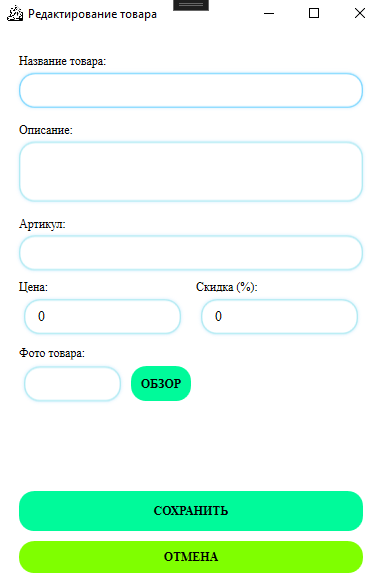 Редактирование товара
Название товара:
Описание:
Артикул:
Цена: Скидка (%):
0 0
Фото товара:
ОБЗОР
СОХРАНИТЬ
ОТМЕНА